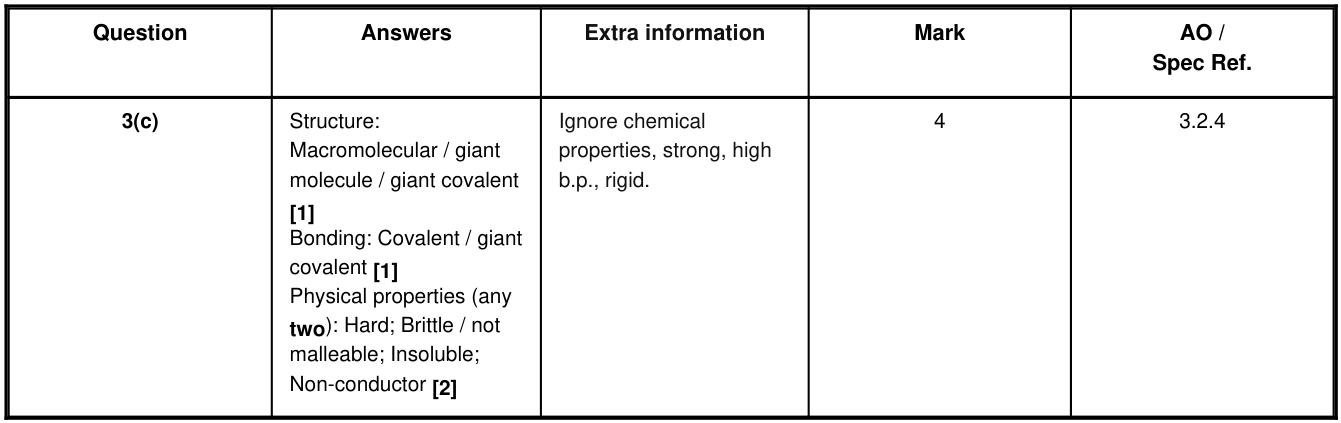 Question Answers Extra information Mark AO /
Spec Ref.
3(c)
Structure:
Macromolecular / giant
molecule / giant covalent
[1]
Bonding: Covalent / giant
covalent [1]
Physical properties (any
two): Hard; Brittle / not
malleable; Insoluble;
Non-conductor [2]
Ignore chemical
properties, strong, high
b.p., rigid.
4
3.2.4